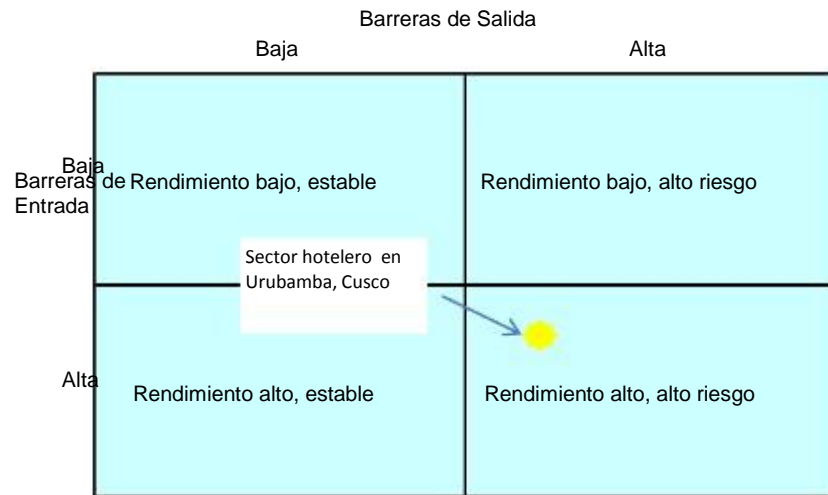 Barreras de Salida
Baja
Alta
Baja
Barreras de
Entrada
Rendimiento bajo, estable
Rendimiento bajo, alto riesgo
Sector hotelero en
Urubamba, Cusco
Alta
Rendimiento alto, estable
Rendimiento alto, alto riesgo